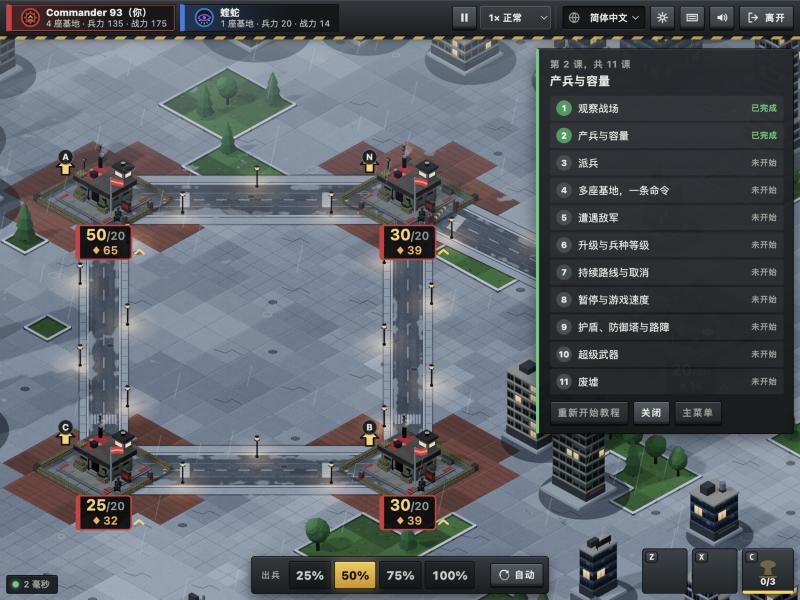 Commander 93（你）
4 座基地 · 兵力 135 · 战力 175
蝰蛇
1 座基地 · 兵力 20 · 战力 14
1× 正常
简体中文
离开
第 2 课，共 11 课
产兵与容量
1 观察战场 已完成
2 产兵与容量 已完成
3 派兵 未开始
4 多座基地，一条命令 未开始
5 遭遇敌军 未开始
6 升级与兵种等级 未开始
7 持续路线与取消 未开始
8 暂停与游戏速度 未开始
9 护盾、防御塔与路障 未开始
10 超级武器 未开始
11 废墟 未开始
重新开始教程 关闭 主菜单
A
N
50/20
65
30/20
39
C
B
25/20
32
30/20
39
出兵 25% 50% 75% 100% 自动
2 毫秒
Z
X
C
0/3